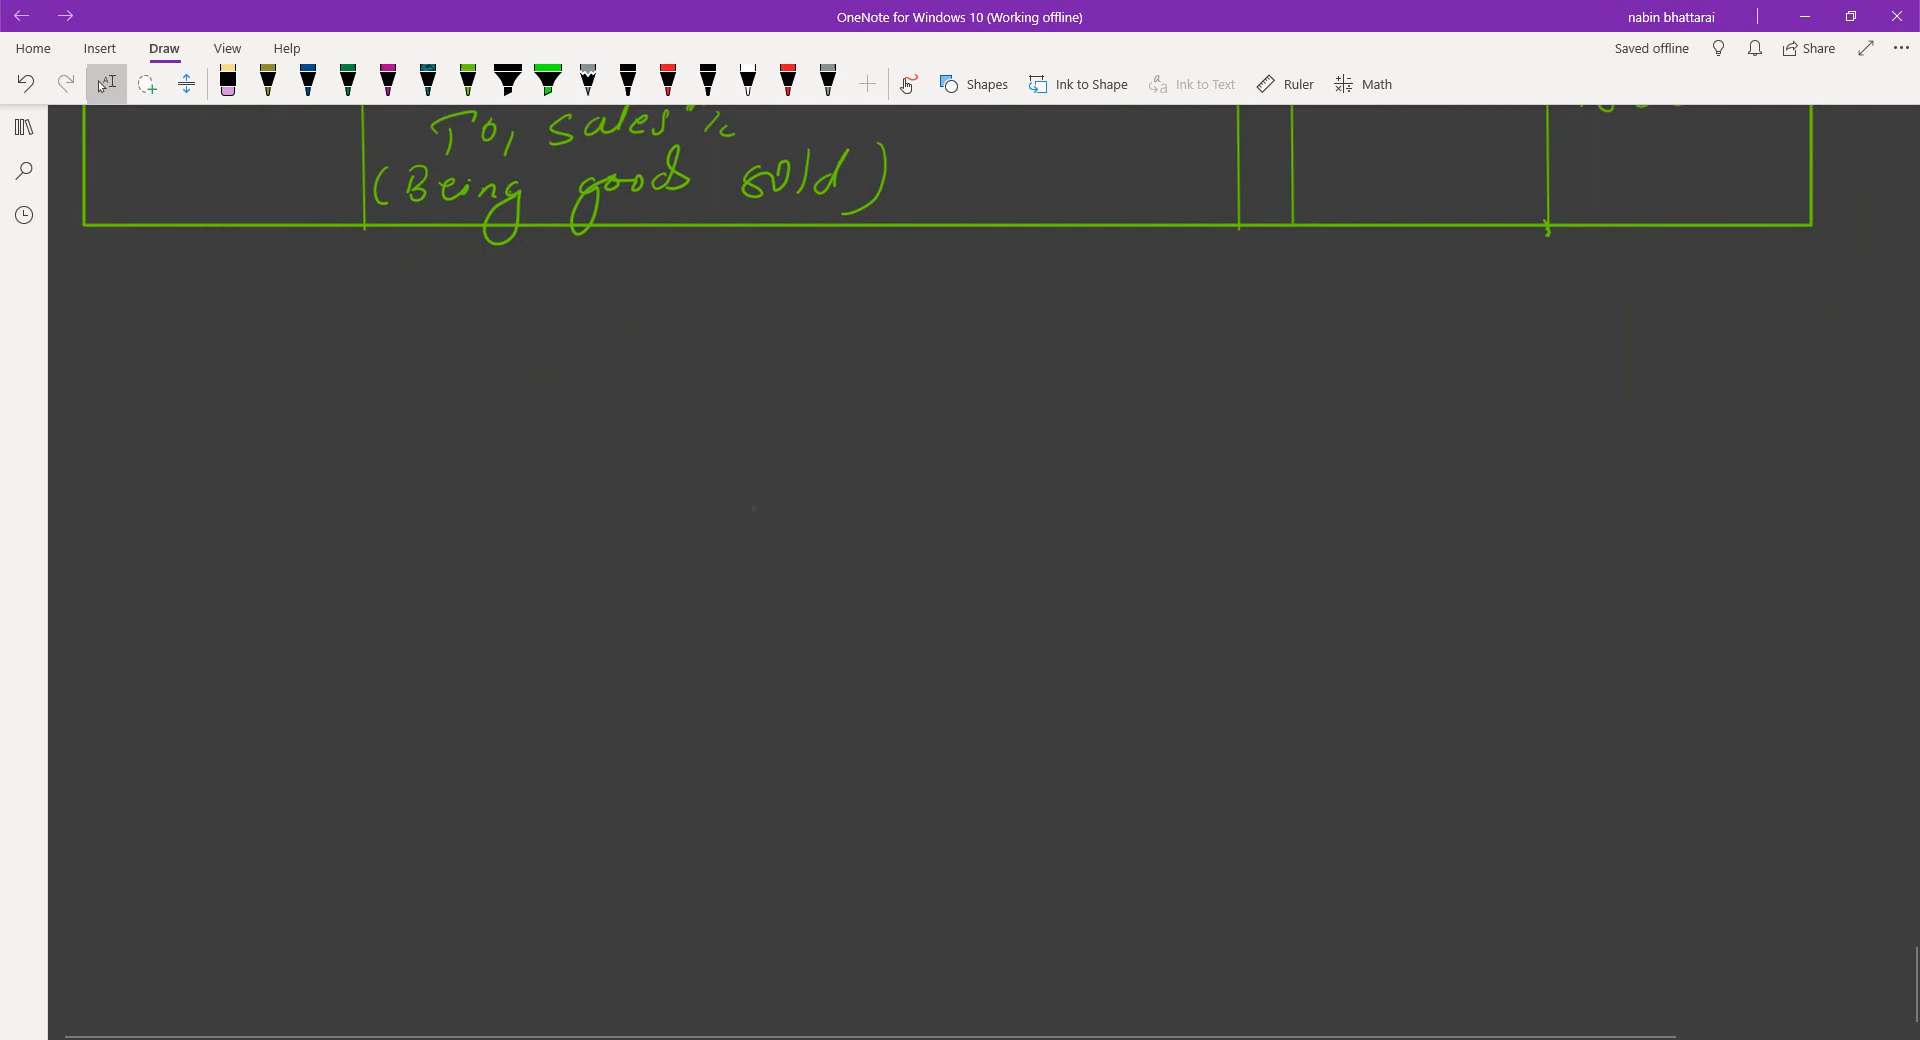 OneNote for Windows 10 (Working offline)
nabin bhattarai
Home Insert Draw View Help
Saved offline
Share
Shapes
Ink to Shape
Ink to Text
Ruler
Math
To, sales a/c
(Being goods sold)